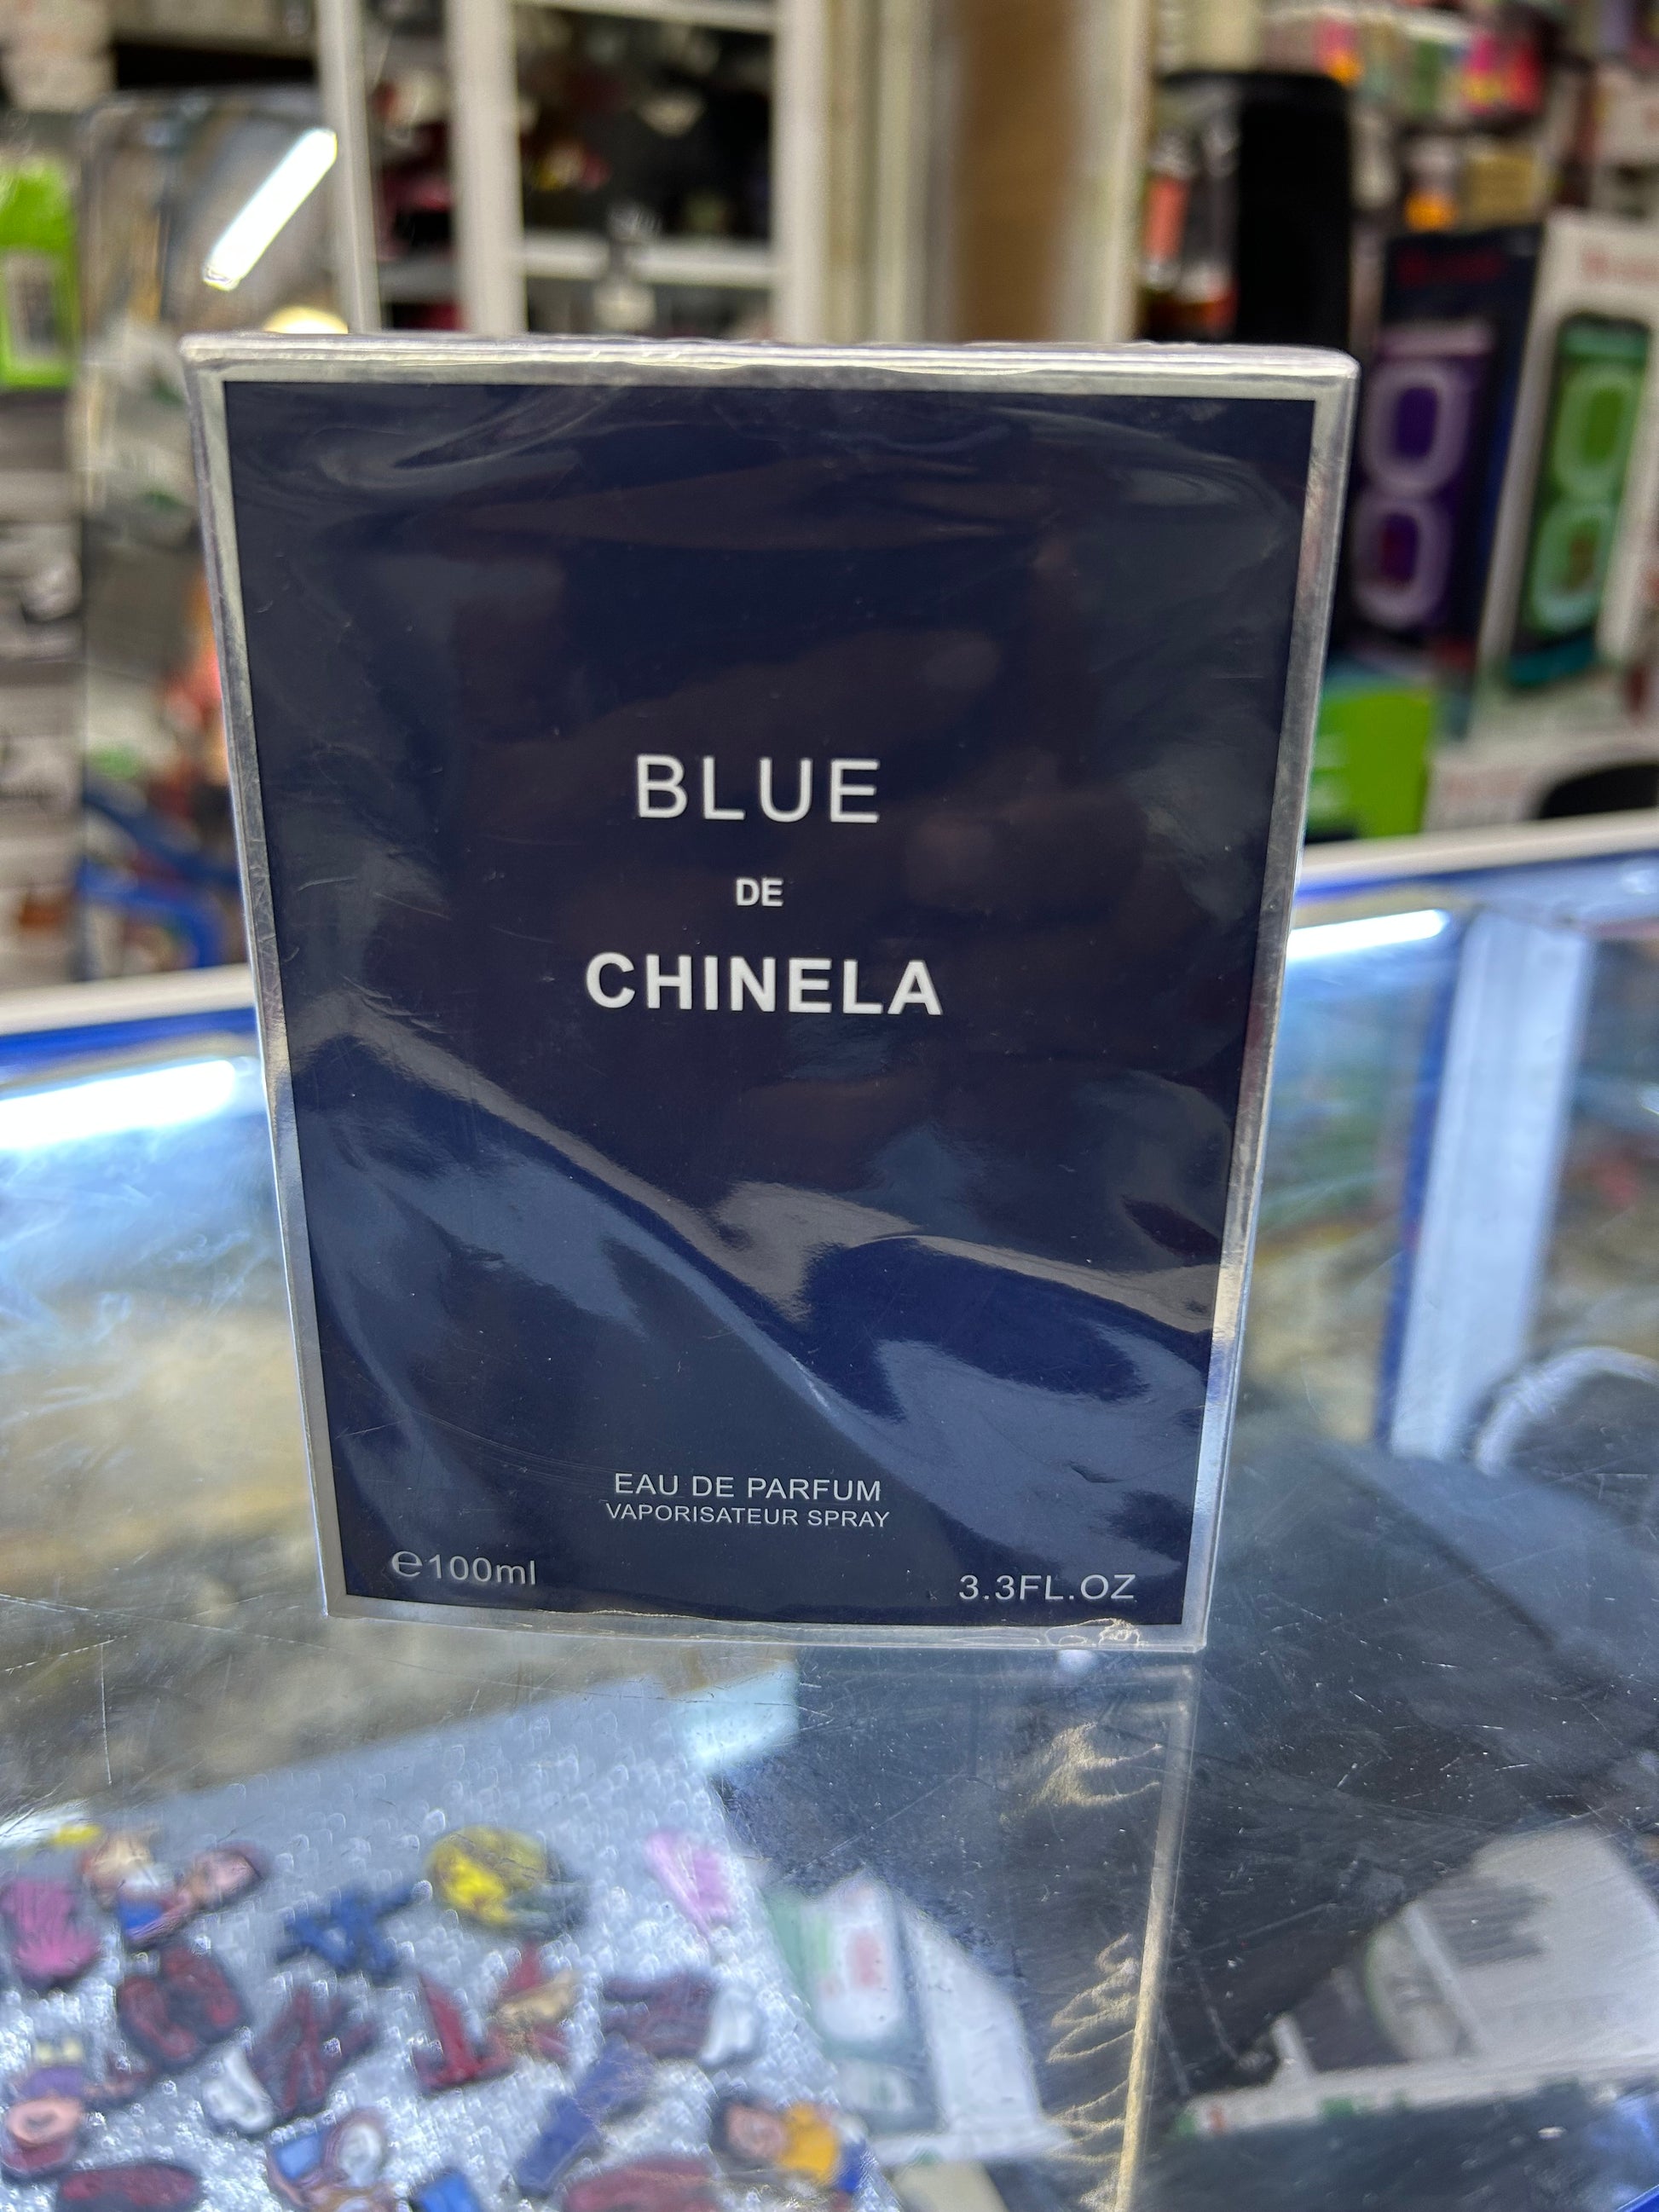 BLUE
DE
CHINELA
EAU DE PARFUM
VAPORISATEUR SPRAY
℮100ml
3.3FL.OZ